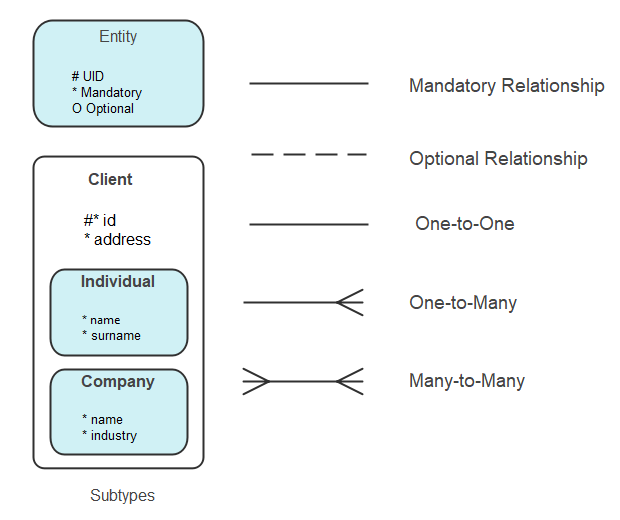 Entity
# UID
* Mandatory
O Optional
Mandatory Relationship
Optional Relationship
Client
#* id
* address
One-to-One
Individual
* name
* surname
One-to-Many
Company
* name
* industry
Many-to-Many
Subtypes